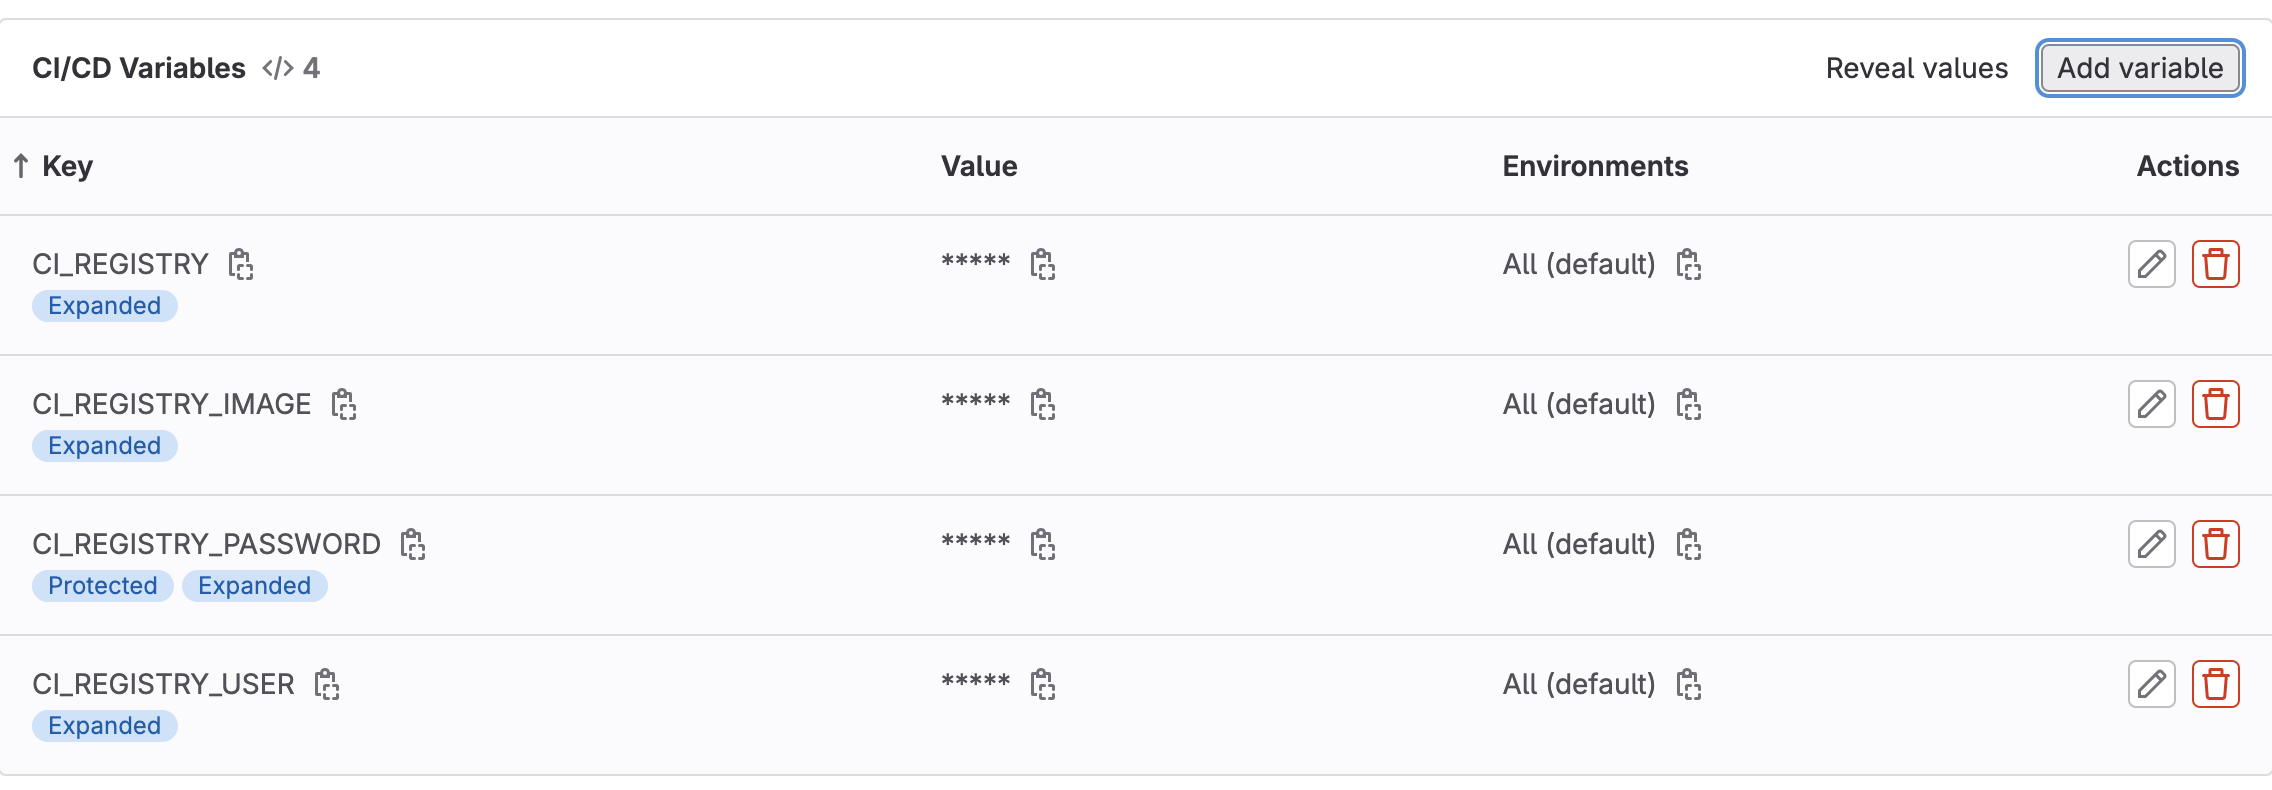 CI/CD Variables </> 4 Reveal values Add variable
↑ Key Value Environments Actions
CI_REGISTRY ***** All (default)
Expanded
CI_REGISTRY_IMAGE ***** All (default)
Expanded
CI_REGISTRY_PASSWORD ***** All (default)
Protected Expanded
CI_REGISTRY_USER ***** All (default)
Expanded